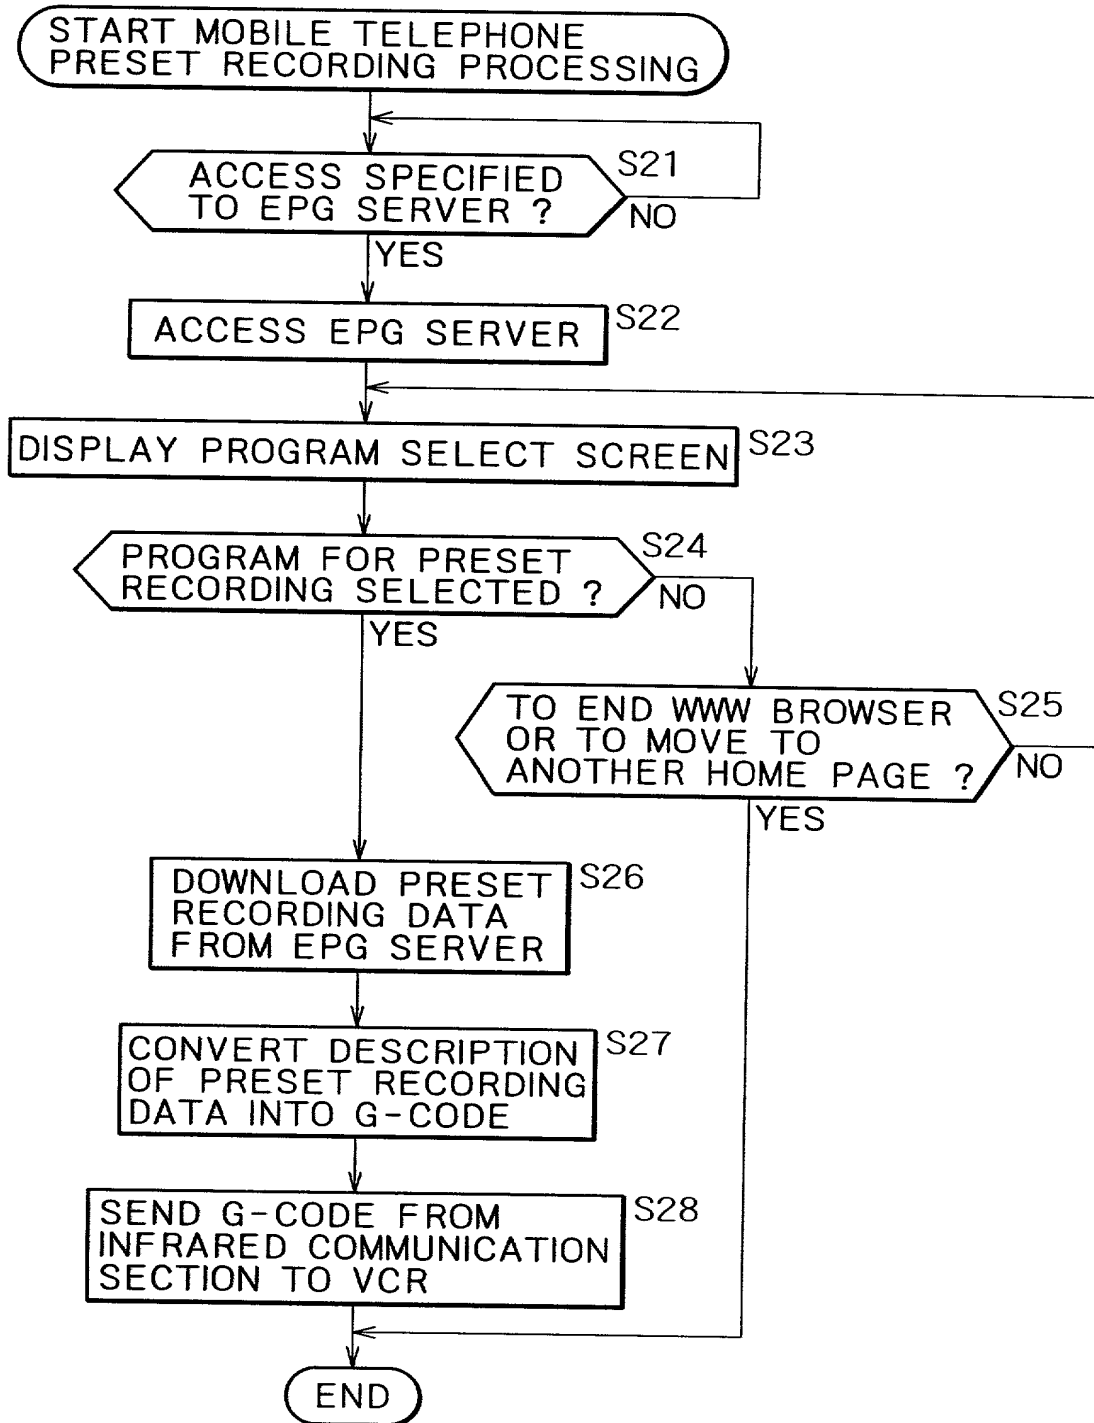 START MOBILE TELEPHONE
PRESET RECORDING PROCESSING
S21
ACCESS SPECIFIED
TO EPG SERVER ?
NO
YES
S22
ACCESS EPG SERVER
S23
DISPLAY PROGRAM SELECT SCREEN
S24
PROGRAM FOR PRESET
RECORDING SELECTED ?
NO
YES
S25
TO END WWW BROWSER
OR TO MOVE TO
ANOTHER HOME PAGE ?
NO
YES
S26
DOWNLOAD PRESET
RECORDING DATA
FROM EPG SERVER
S27
CONVERT DESCRIPTION
OF PRESET RECORDING
DATA INTO G-CODE
S28
SEND G-CODE FROM
INFRARED COMMUNICATION
SECTION TO VCR
END